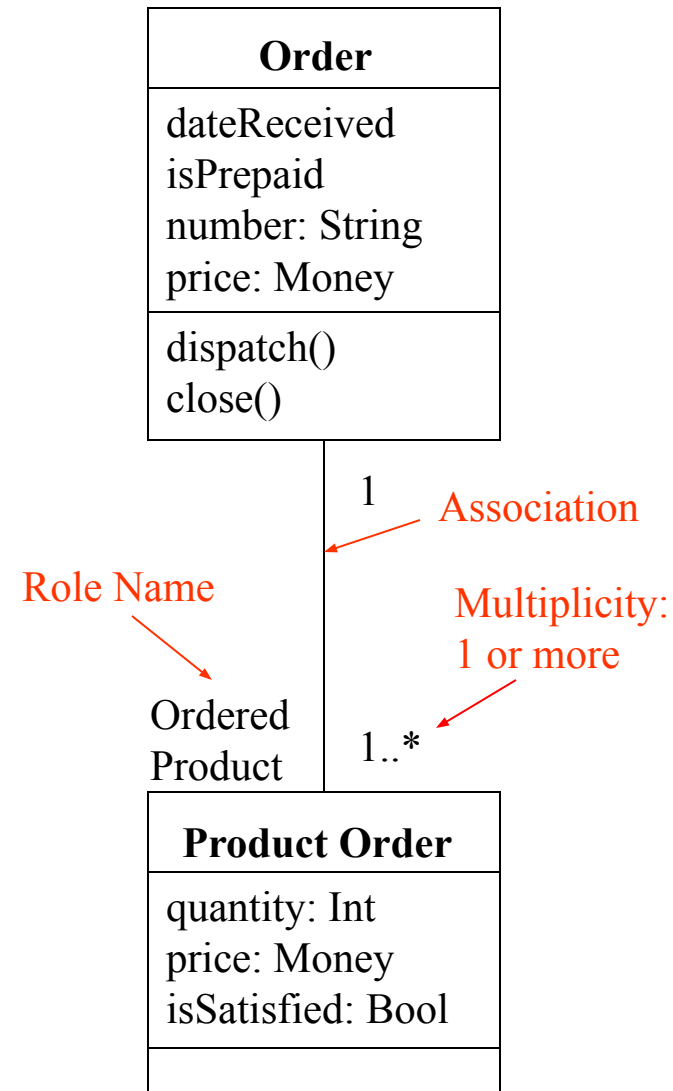 Order
dateReceived
isPrepaid
number: String
price: Money
dispatch()
close()
1
Association
Role Name
Multiplicity:
1 or more
Ordered
Product
1..*
Product Order
quantity: Int
price: Money
isSatisfied: Bool